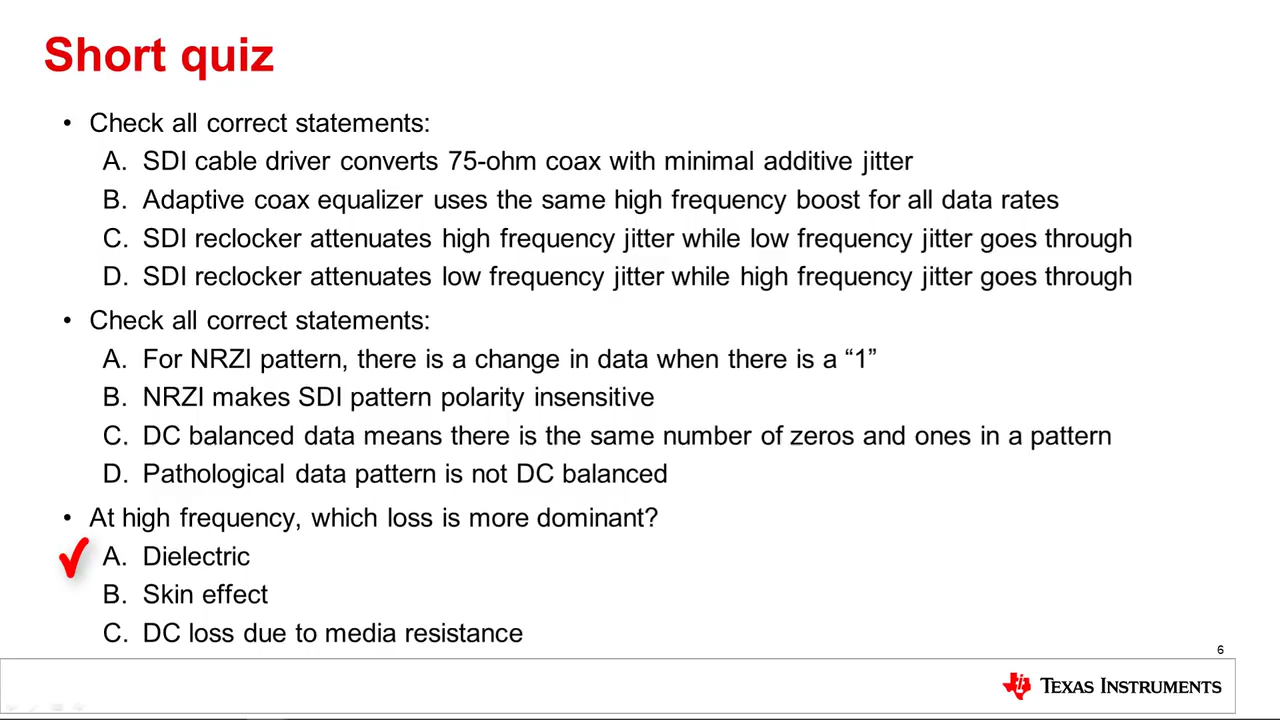 Short quiz
• Check all correct statements:
A. SDI cable driver converts 75-ohm coax with minimal additive jitter
B. Adaptive coax equalizer uses the same high frequency boost for all data rates
C. SDI reclocker attenuates high frequency jitter while low frequency jitter goes through
D. SDI reclocker attenuates low frequency jitter while high frequency jitter goes through
• Check all correct statements:
A. For NRZI pattern, there is a change in data when there is a “1”
B. NRZI makes SDI pattern polarity insensitive
C. DC balanced data means there is the same number of zeros and ones in a pattern
D. Pathological data pattern is not DC balanced
• At high frequency, which loss is more dominant?
A. Dielectric
B. Skin effect
C. DC loss due to media resistance
6
TEXAS INSTRUMENTS